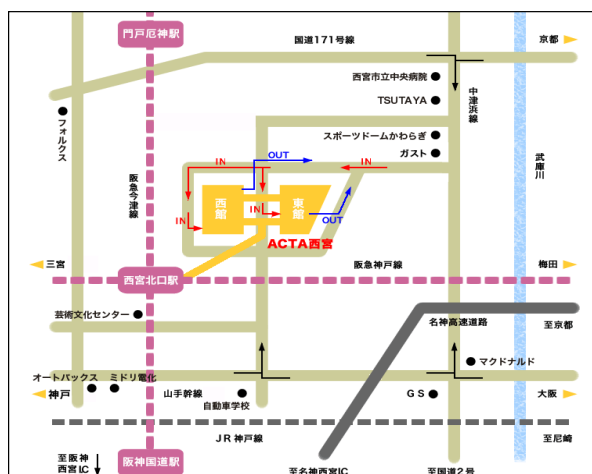 門戸厄神駅
国道171号線
京都
西宮市立中央病院
TSUTAYA
中津浜線
フォルクス
スポーツドームかわらぎ
ガスト
武庫川
OUT
IN
IN
阪急今津線
西館
東館
IN
IN
OUT
ACTA西宮
三宮
阪急神戸線
梅田
西宮北口駅
芸術文化センター
名神高速道路
至京都
マクドナルド
オートバックス
ミドリ電化
神戸
山手幹線
自動車学校
GS
大阪
JR神戸線
至尼崎
至阪神
西宮IC
阪神国道駅
至名神西宮IC
至国道2号